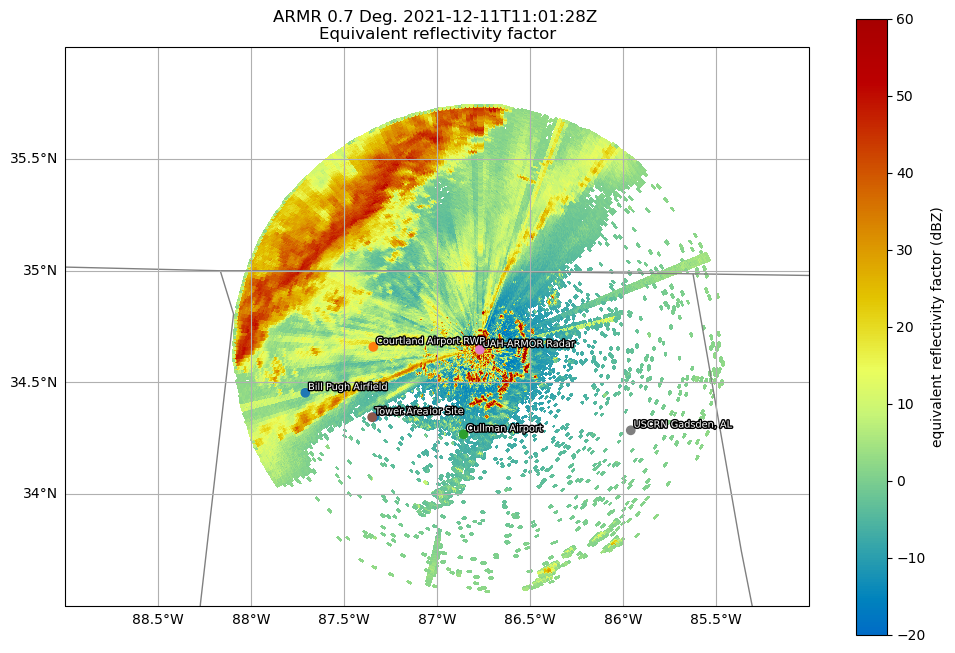 ARMR 0.7 Deg. 2021-12-11T11:01:28Z
Equivalent reflectivity factor
60
50
40
30
20
10
0
−10
−20
equivalent reflectivity factor (dBZ)
35.5°N
35°N
34.5°N
34°N
Courtland Airport RWP
UAH-ARMOR Radar
Bill Pugh Airfield
Tower Site
Cullman Airport
USCRN Gadsden, AL
88.5°W
88°W
87.5°W
87°W
86.5°W
86°W
85.5°W